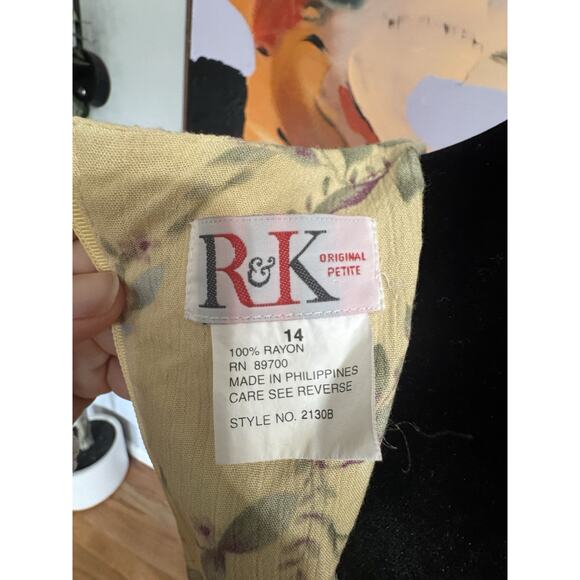 R&K
ORIGINAL
PETITE
14
100% RAYON
RN 89700
MADE IN PHILIPPINES
CARE SEE REVERSE
STYLE NO. 2130B